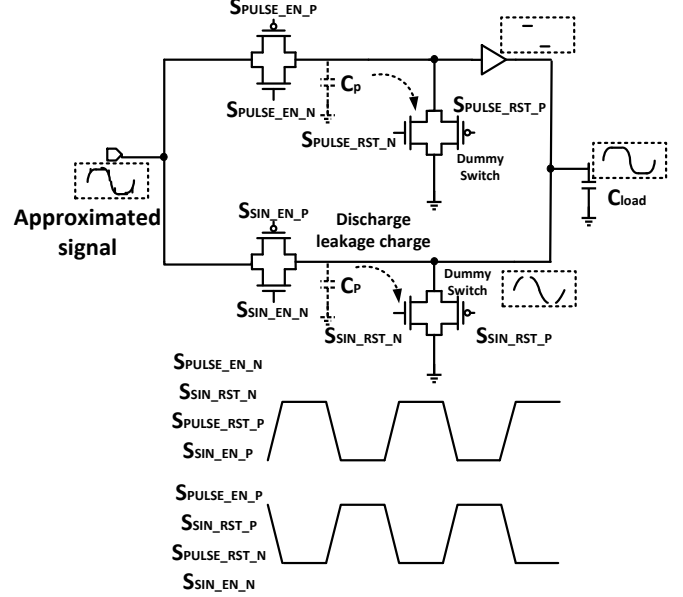 SPULSE_EN_P
CP
SPULSE_EN_N
SPULSE_RST_P
SPULSE_RST_N
Dummy
Switch
Approximated
signal
Cload
SSIN_EN_P
Discharge
leakage charge
CP
Dummy
Switch
SSIN_EN_N
SSIN_RST_N
SSIN_RST_P
SPULSE_EN_N
SSIN_RST_N
SPULSE_RST_P
SSIN_EN_P
SPULSE_EN_P
SSIN_RST_P
SPULSE_RST_N
SSIN_EN_N